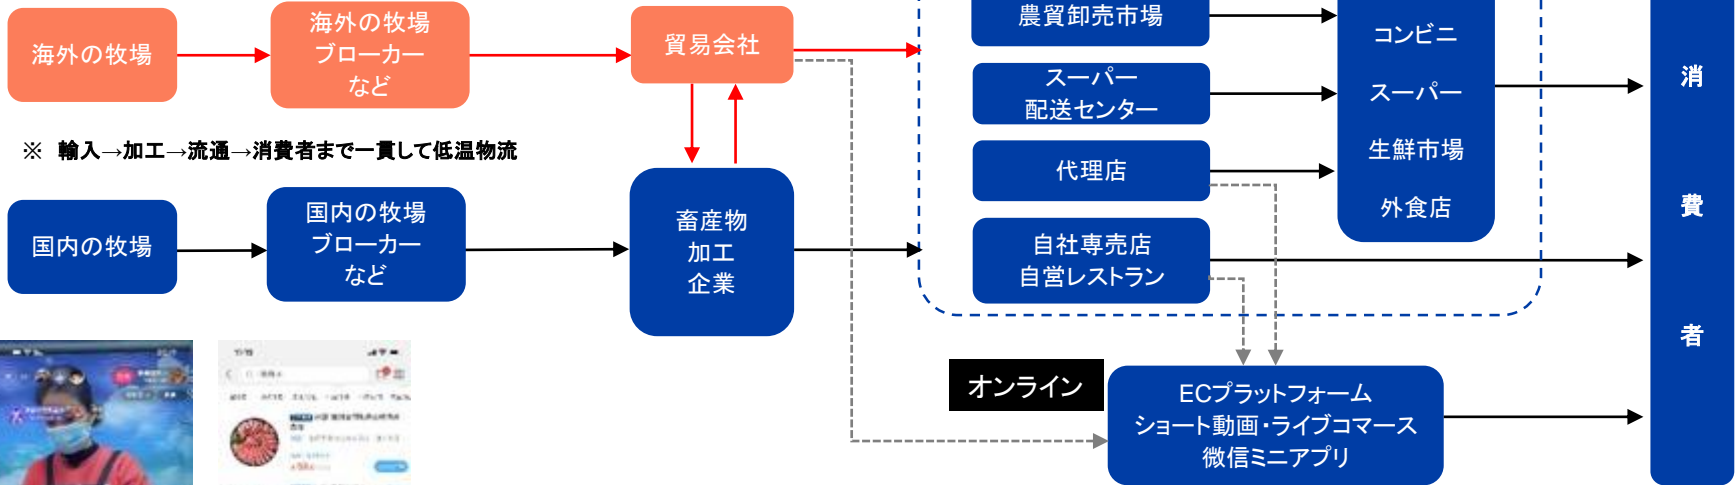 海外の牧場
海外の牧場
ブローカー
など
貿易会社
農貿卸売市場
スーパー
配送センター
代理店
自社専売店
自営レストラン
コンビニ
スーパー
生鮮市場
外食店
消
費
者
※ 輸入→加工→流通→消費者まで一貫して低温物流
国内の牧場
国内の牧場
ブローカー
など
畜産物
加工
企業
オンライン
ECプラットフォーム
ショート動画・ライブコマース
微信ミニアプリ